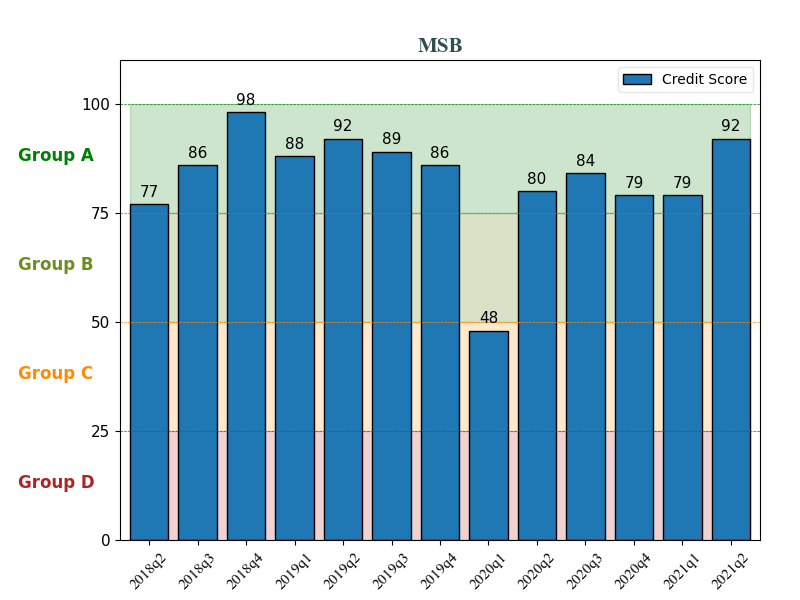 MSB
Credit Score
100
75
50
25
0
Group A
Group B
Group C
Group D
77
86
98
88
92
89
86
48
80
84
79
79
92
2018q2
2018q3
2018q4
2019q1
2019q2
2019q3
2019q4
2020q1
2020q2
2020q3
2020q4
2021q1
2021q2